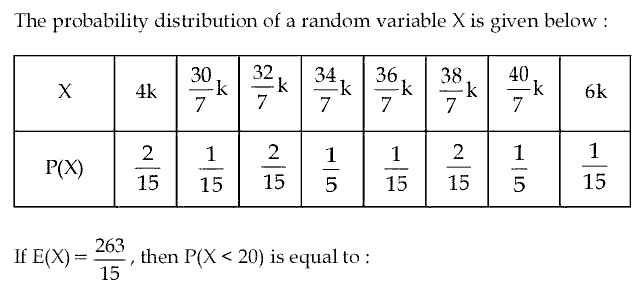 The probability distribution of a random variable X is given below :
X 4k 30/7 k 32/7 k 34/7 k 36/7 k 38/7 k 40/7 k 6k
P(X) 2/15 1/15 2/15 1/5 1/15 2/15 1/5 1/15
If E(X) = 263/15 , then P(X < 20) is equal to :